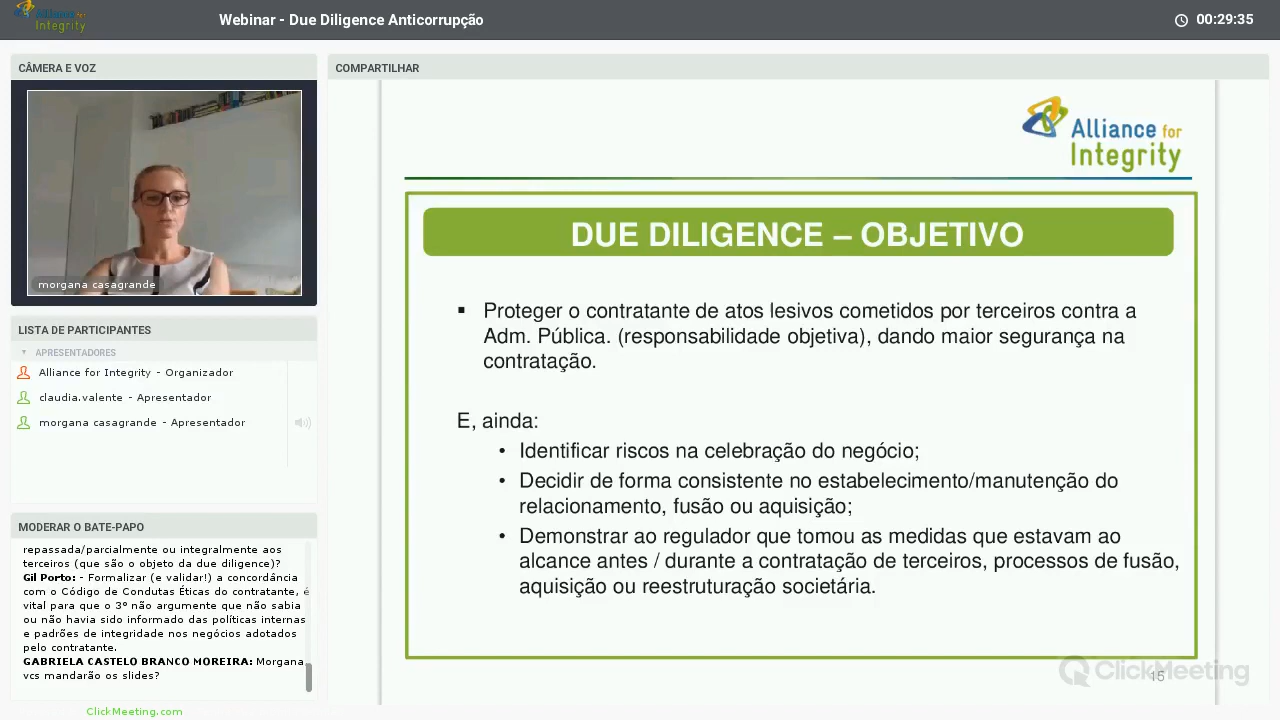 Alliance for
Integrity
Webinar - Due Diligence Anticorrupção
00:29:35
CÂMERA E VOZ
morgana casagrande
LISTA DE PARTICIPANTES
APRESENTADORES
Alliance for Integrity - Organizador
claudia.valente - Apresentador
morgana casagrande - Apresentador
MODERAR O BATE-PAPO
repassada/parcialmente ou integralmente aos
terceiros (que são o objeto da due diligence)?
Gil Porto: - Formalizar (e validar!) a concordância
com o Código de Condutas Éticas do contratante, é
vital para que o 3º não argumente que não sabia
ou não havia sido informado das políticas internas
e padrões de integridade nos negócios adotados
pelo contratante.
GABRIELA CASTELO BRANCO MOREIRA: Morgana
vcs mandarão os slides?
ClickMeeting.com
COMPARTILHAR
Alliance for
Integrity
DUE DILIGENCE – OBJETIVO
▪ Proteger o contratante de atos lesivos cometidos por terceiros contra a
Adm. Pública. (responsabilidade objetiva), dando maior segurança na
contratação.
E, ainda:
• Identificar riscos na celebração do negócio;
• Decidir de forma consistente no estabelecimento/manutenção do
relacionamento, fusão ou aquisição;
• Demonstrar ao regulador que tomou as medidas que estavam ao
alcance antes / durante a contratação de terceiros, processos de fusão,
aquisição ou reestruturação societária.
ClickMeeting
15